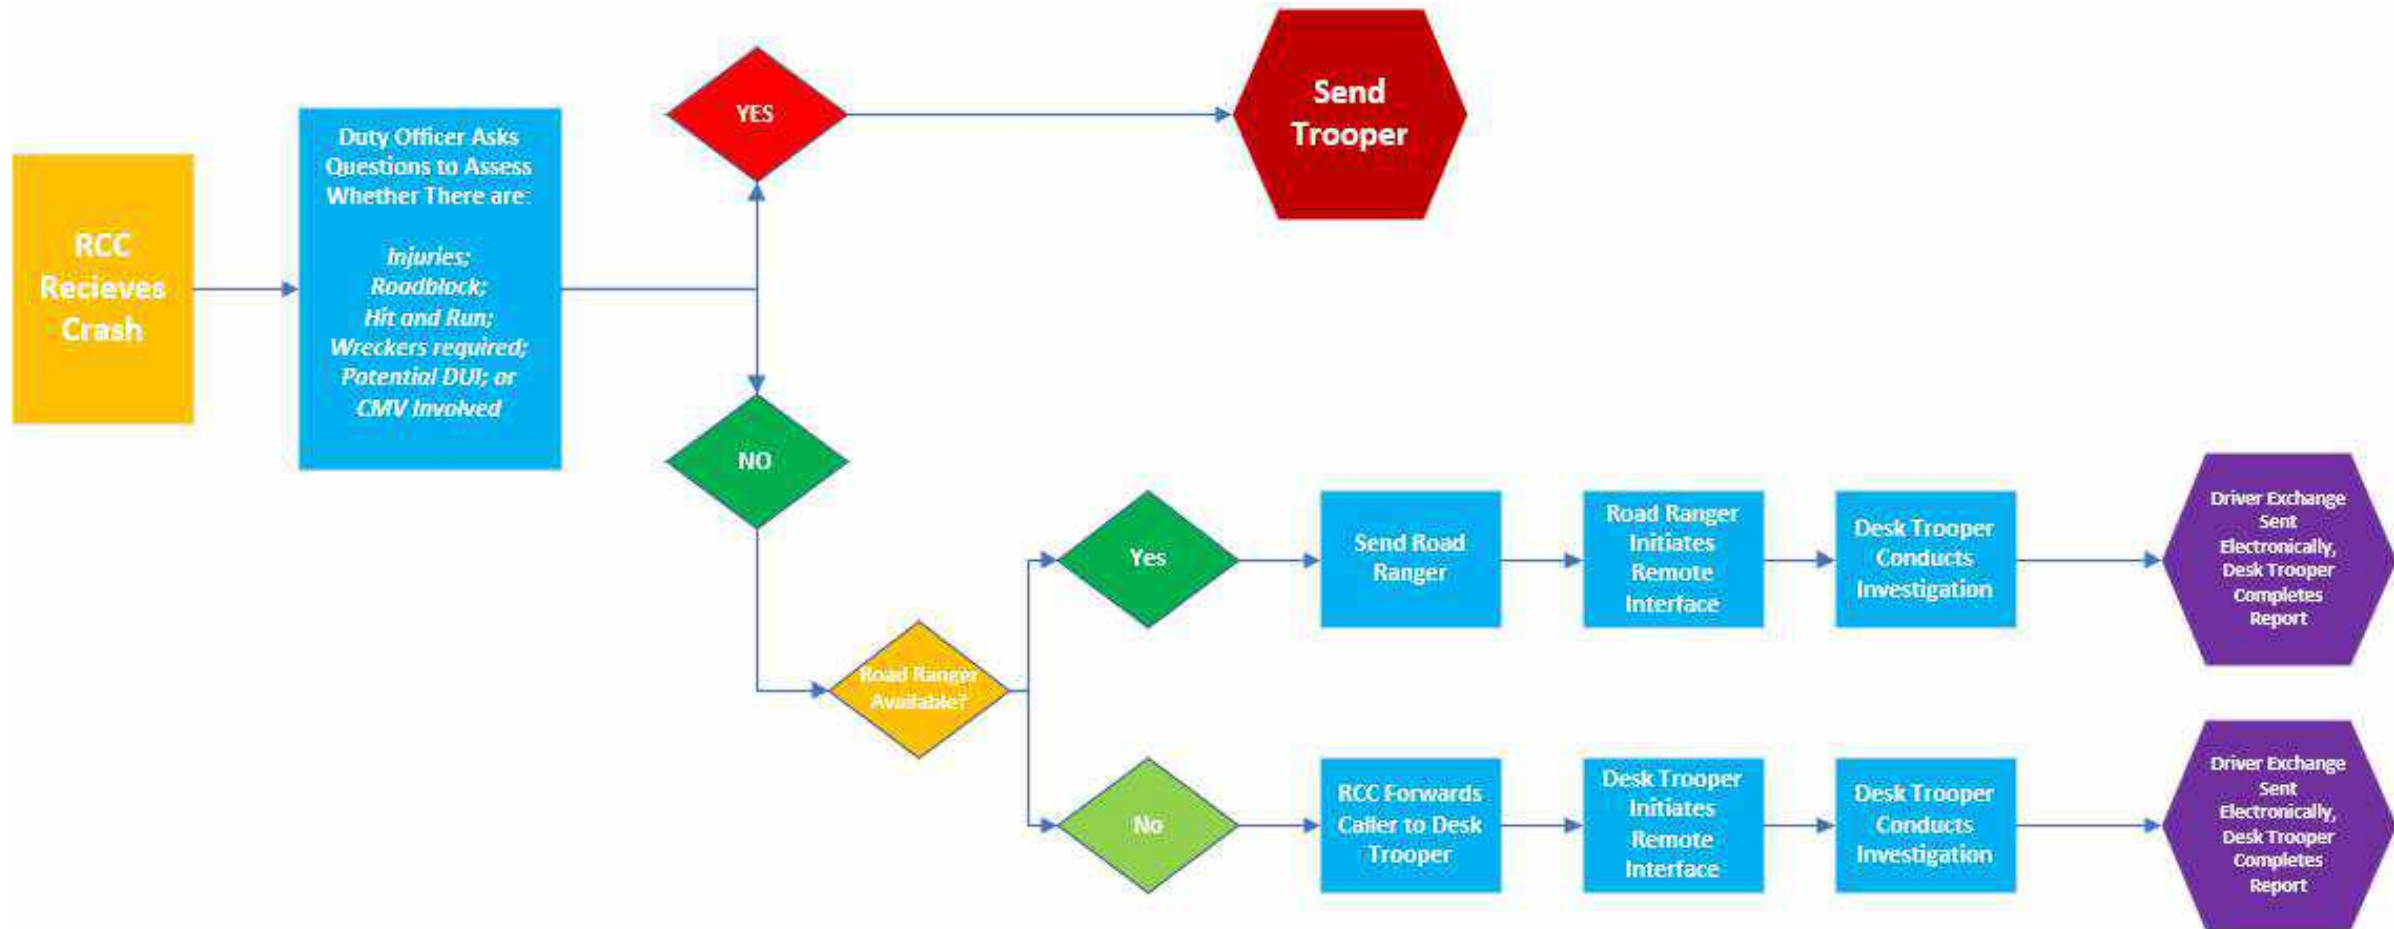 RCC
Recieves
Crash
Duty Officer Asks
Questions to Assess
Whether There are:
Injuries;
Roadblock;
Hit and Run;
Wreckers required;
Potential DUI; or
CMV Involved
YES
Send
Trooper
NO
Road Ranger
Available?
Yes
Send Road
Ranger
Road Ranger
Initiates
Remote
Interface
Desk Trooper
Conducts
Investigation
Driver Exchange
Sent
Electronically,
Desk Trooper
Completes
Report
No
RCC Forwards
Caller to Desk
Trooper
Desk Trooper
Initiates
Remote
Interface
Desk Trooper
Conducts
Investigation
Driver Exchange
Sent
Electronically,
Desk Trooper
Completes
Report